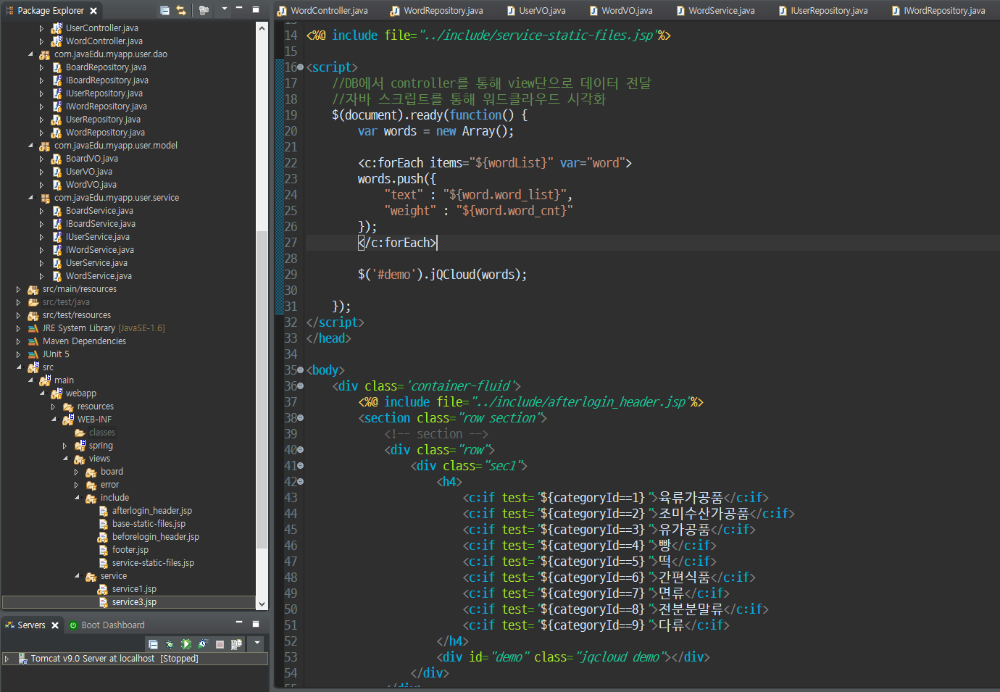 Package Explorer
UserController.java
WordController.java
com.javaEdu.myapp.user.dao
BoardRepository.java
IBoardRepository.java
IUserRepository.java
IWordRepository.java
UserRepository.java
WordRepository.java
com.javaEdu.myapp.user.model
BoardVO.java
UserVO.java
WordVO.java
com.javaEdu.myapp.user.service
BoardService.java
IBoardService.java
IUserService.java
IWordService.java
UserService.java
WordService.java
src/main/resources
src/test/java
src/test/resources
JRE System Library [JavaSE-1.6]
Maven Dependencies
JUnit 5
src
main
webapp
resources
WEB-INF
classes
spring
views
board
error
include
afterlogin_header.jsp
base-static-files.jsp
beforelogin_header.jsp
footer.jsp
service-static-files.jsp
service
service1.jsp
service3.jsp
Servers
Boot Dashboard
Tomcat v9.0 Server at localhost [Stopped]
WordController.java
WordRepository.java
UserVO.java
WordVO.java
WordService.java
IUserRepository.java
IWordRepository.java
14 <%@ include file="../include/service-static-files.jsp"%>
15
16 <script>
17 //DB에서 controller를 통해 view단으로 데이터 전달
18 //자바 스크립트를 통해 워드클라우드 시각화
19 $(document).ready(function() {
20 var words = new Array();
21
22 <c:forEach items="${wordList}" var="word">
23 words.push({
24 "text" : "${word.word_list}",
25 "weight" : "${word.word_cnt}"
26 });
27 </c:forEach>
28
29 $('#demo').jQCloud(words);
30
31 });
32 </script>
33 </head>
34
35 <body>
36 <div class='container-fluid'>
37 <%@ include file="../include/afterlogin_header.jsp"%>
38 <section class="row section">
39 <!-- section -->
40 <div class="row">
41 <div class="sec1">
42 <h4>
43 <c:if test="${categoryId==1}">육류가공품</c:if>
44 <c:if test="${categoryId==2}">조미수산가공품</c:if>
45 <c:if test="${categoryId==3}">유가공품</c:if>
46 <c:if test="${categoryId==4}">빵</c:if>
47 <c:if test="${categoryId==5}">떡</c:if>
48 <c:if test="${categoryId==6}">간편식품</c:if>
49 <c:if test="${categoryId==7}">면류</c:if>
50 <c:if test="${categoryId==8}">전분분말류</c:if>
51 <c:if test="${categoryId==9}">다류</c:if>
52 </h4>
53 <div id="demo" class="jqcloud demo"></div>
54 </div>